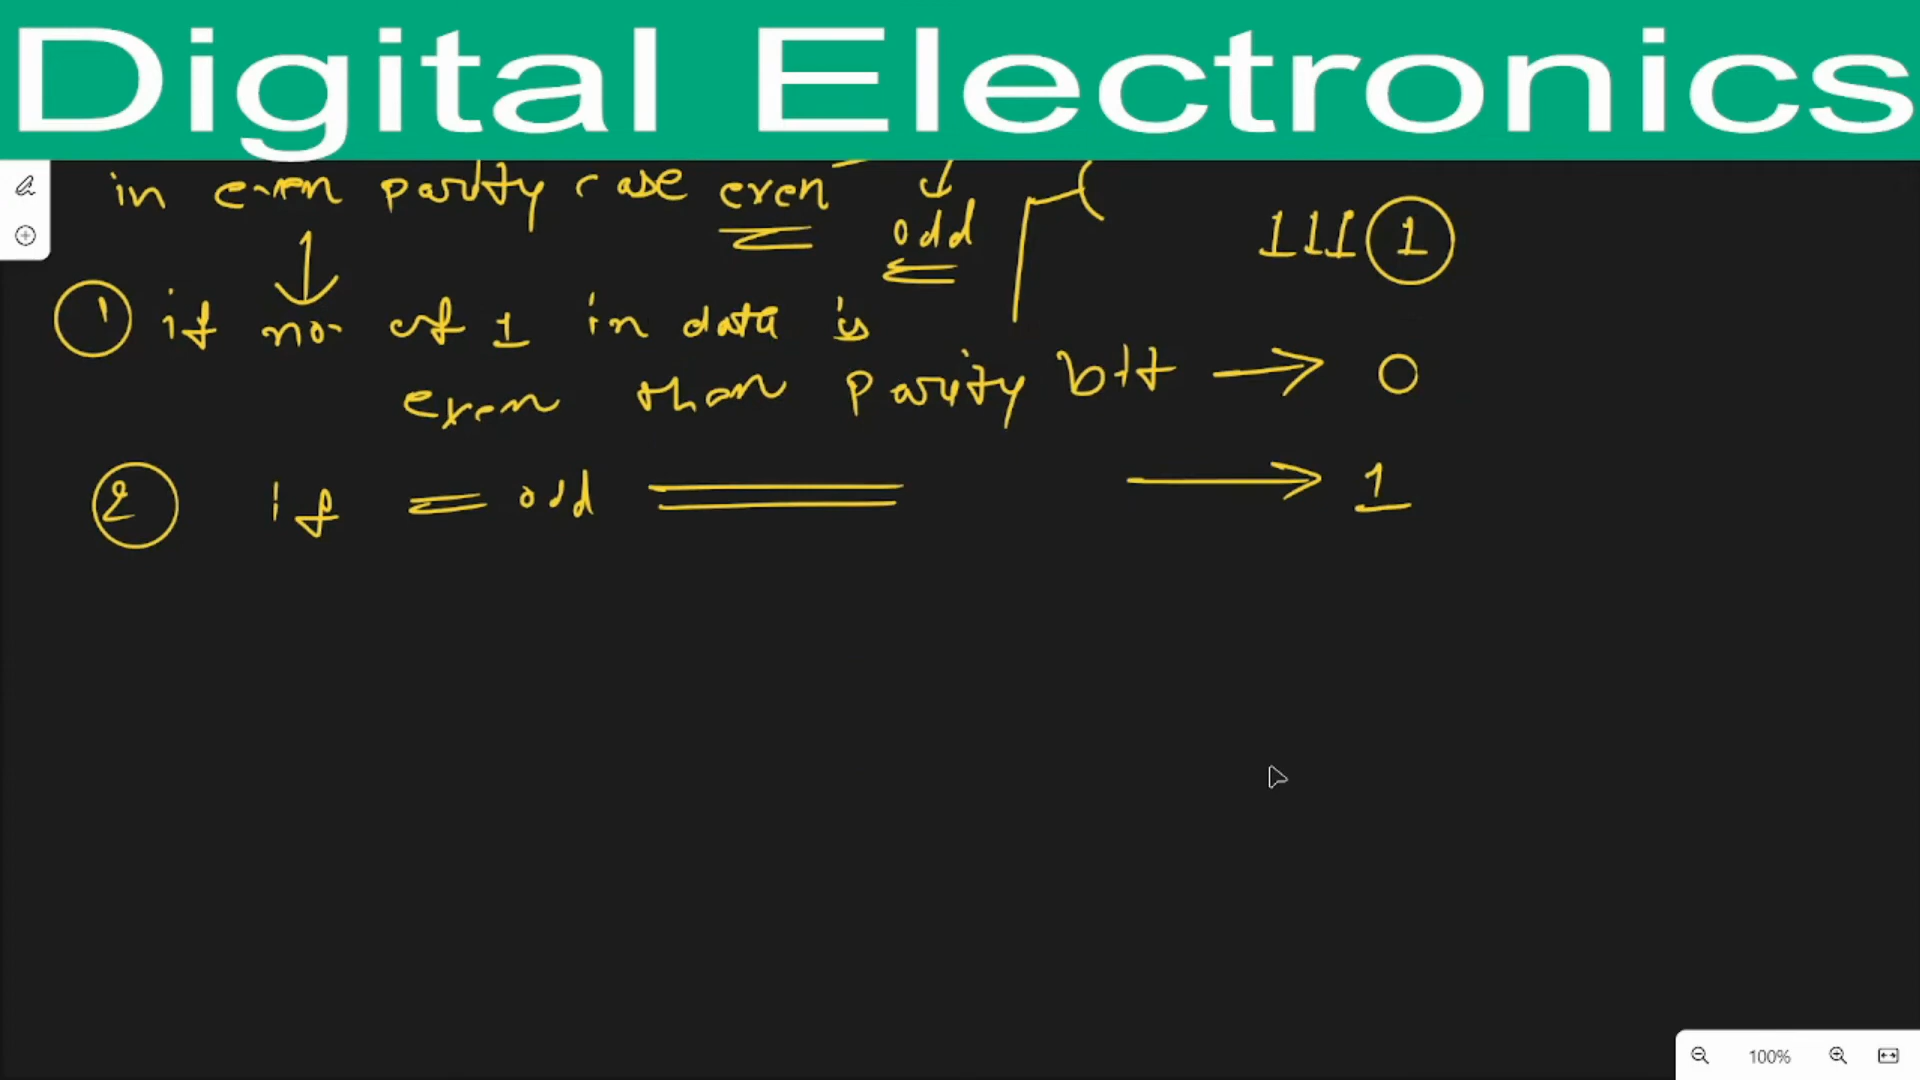 Digital Electronics
in even parity case even
odd
111 1
1 if no. of 1 in data is
even than parity bit → 0
2 if = odd → 1
100%